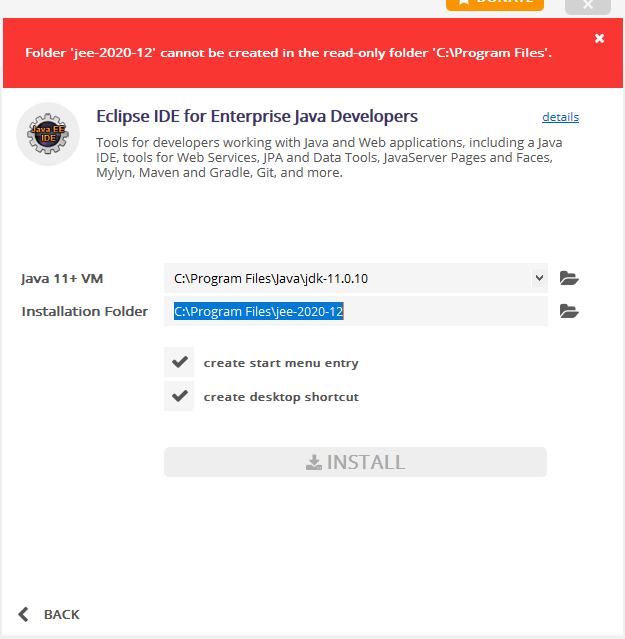 DONATE
Folder 'jee-2020-12' cannot be created in the read-only folder 'C:\Program Files'.
Eclipse IDE for Enterprise Java Developers
details
Java EE
IDE
Tools for developers working with Java and Web applications, including a Java
IDE, tools for Web Services, JPA and Data Tools, JavaServer Pages and Faces,
Mylyn, Maven and Gradle, Git, and more.
Java 11+ VM
C:\Program Files\Java\jdk-11.0.10
Installation Folder
C:\Program Files\jee-2020-12
create start menu entry
create desktop shortcut
INSTALL
BACK